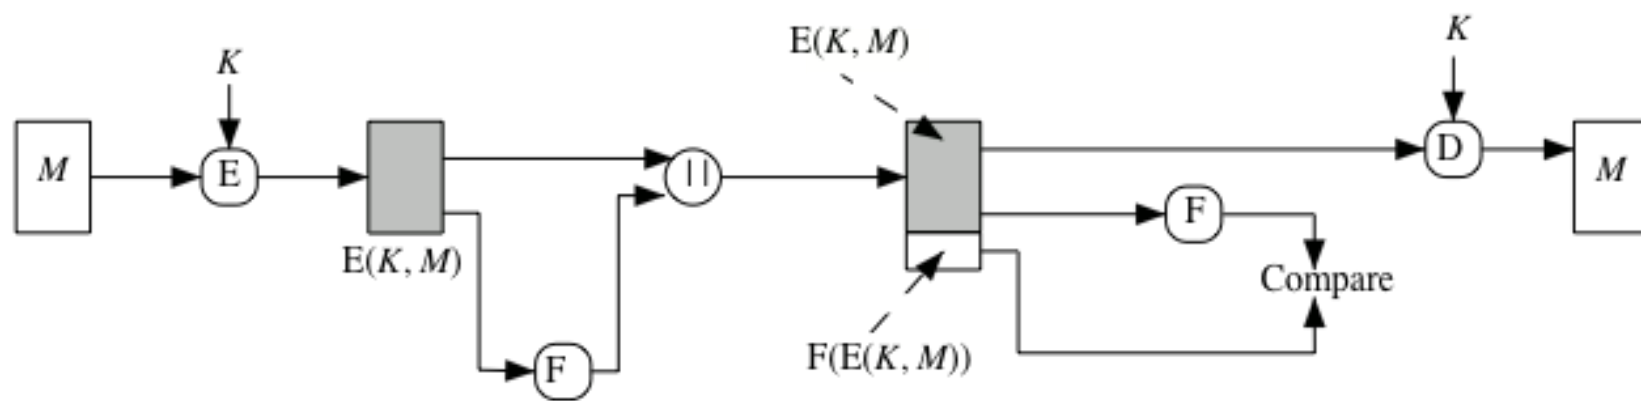 M
K
E
E(K, M)
F
||
E(K, M)
F(E(K, M))
F
Compare
K
D
M